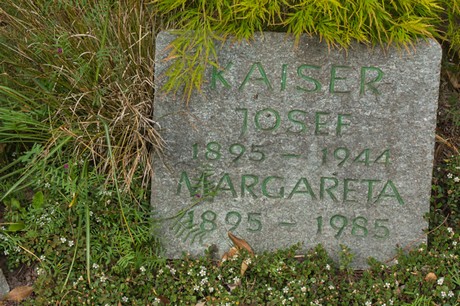 KAISER
JOSEF
1895 – 1944
MARGARETA
1895 – 1985